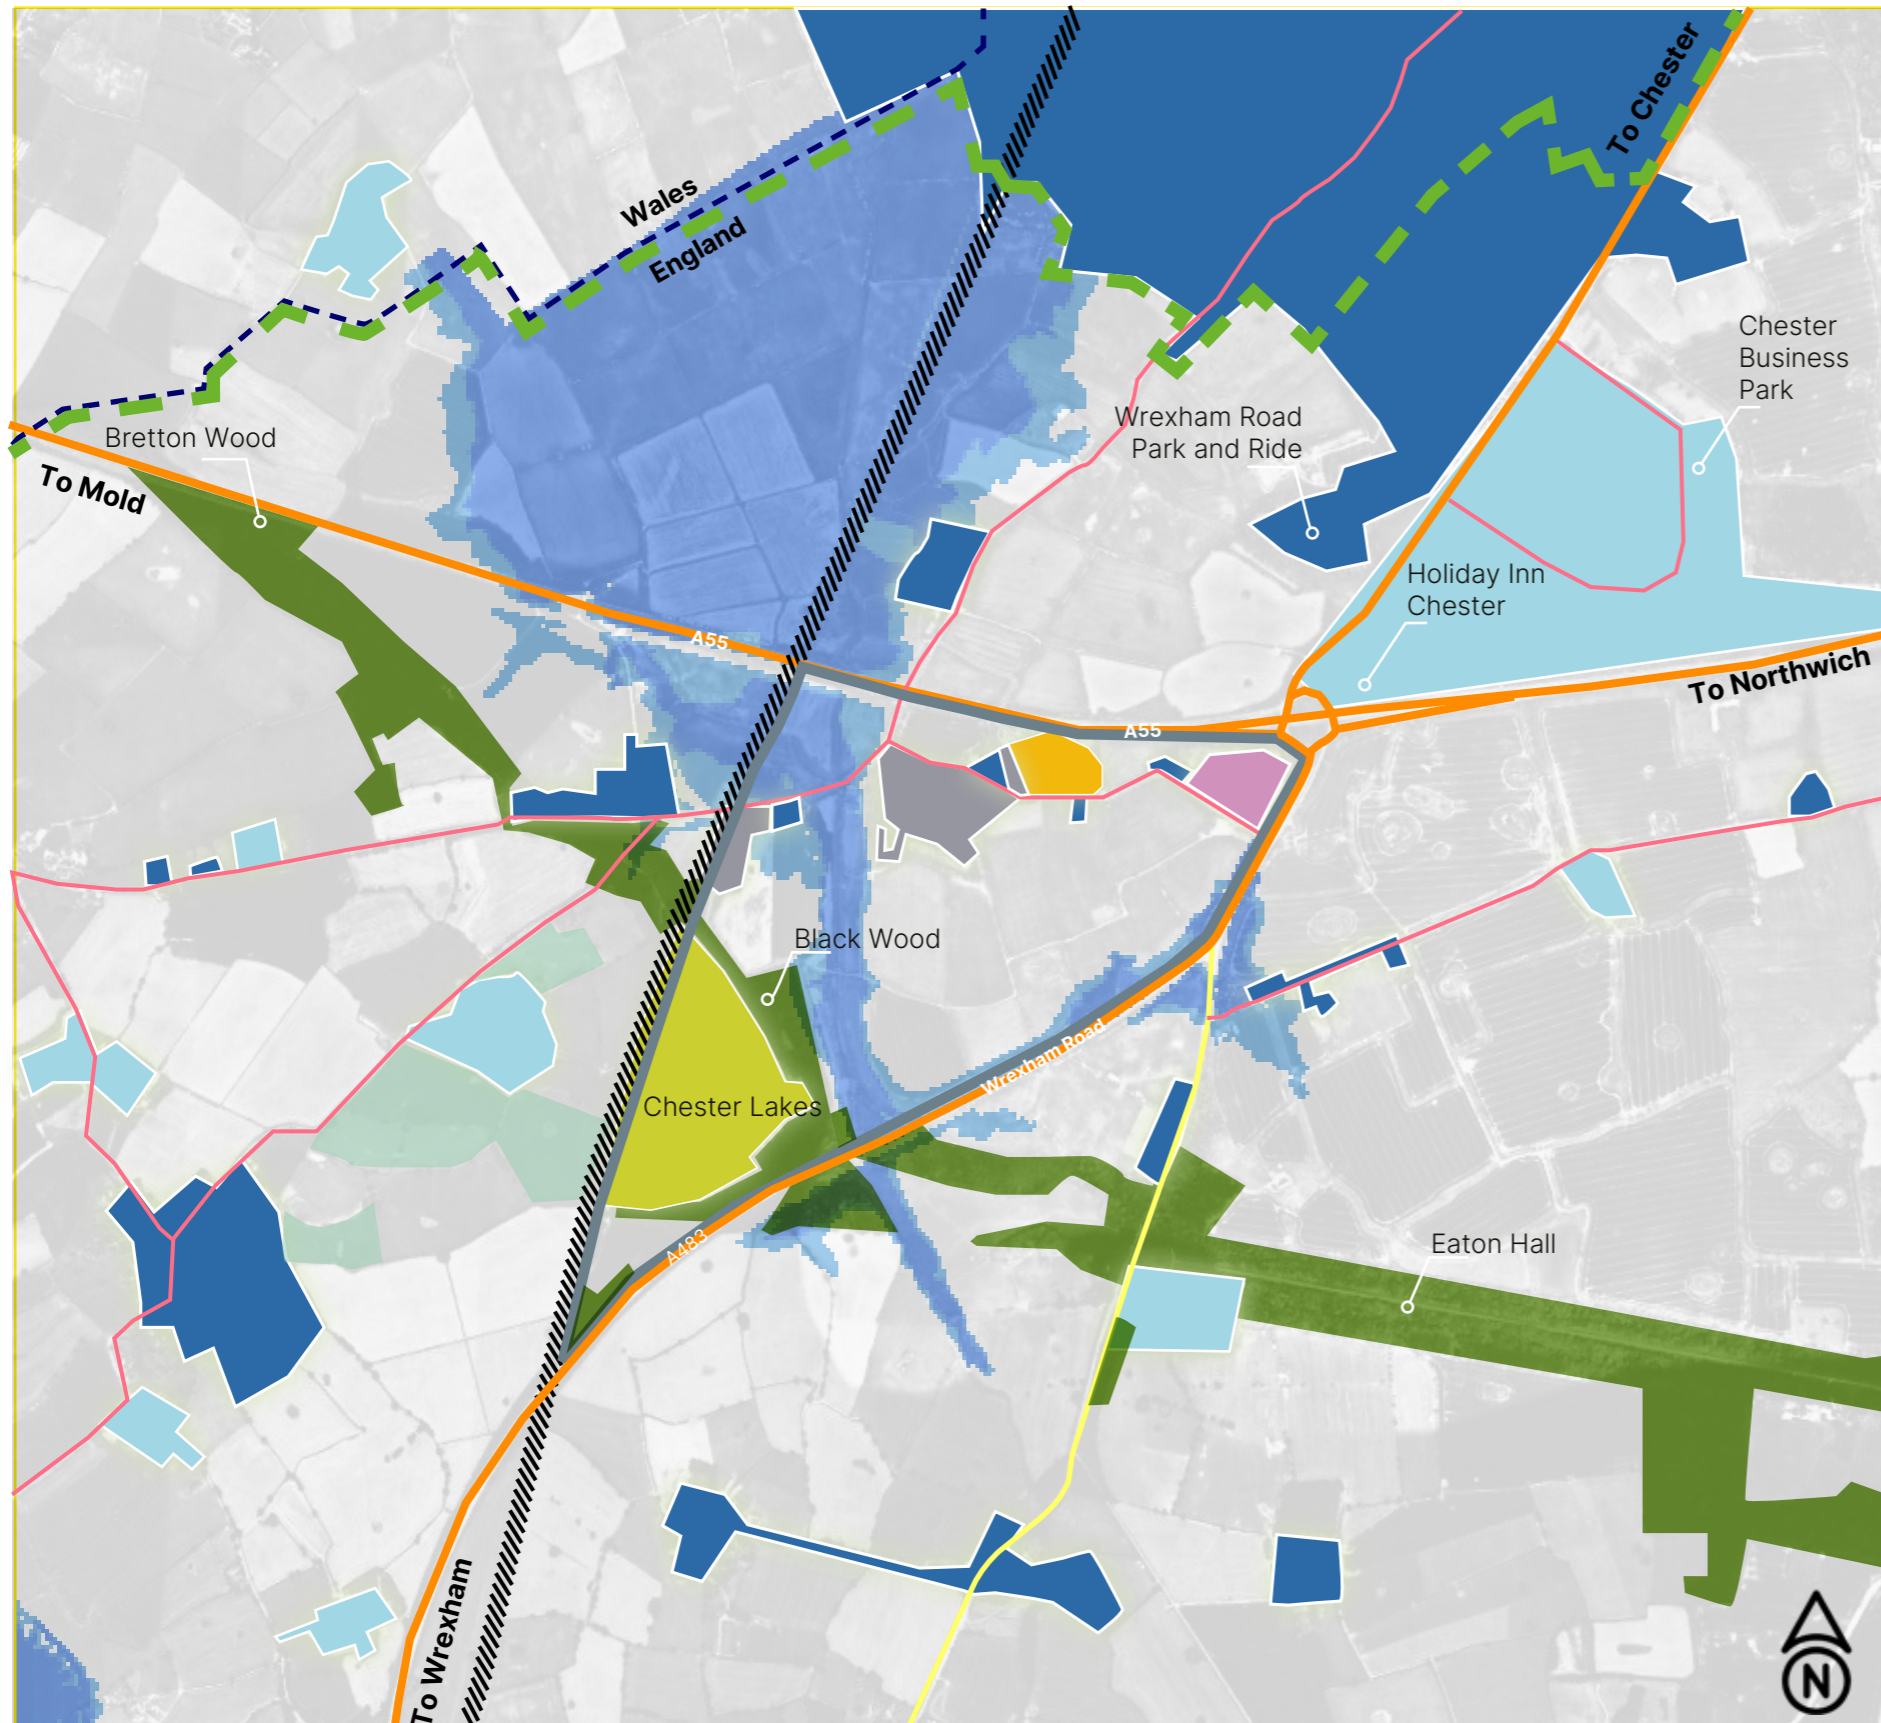 To Chester
Wales
England
Chester
Business
Park
Wrexham Road
Park and Ride
Bretton Wood
To Mold
Holiday Inn
Chester
A55
To Northwich
A55
Black Wood
Wrexham Road
Chester Lakes
A483
Eaton Hall
To Wrexham
N